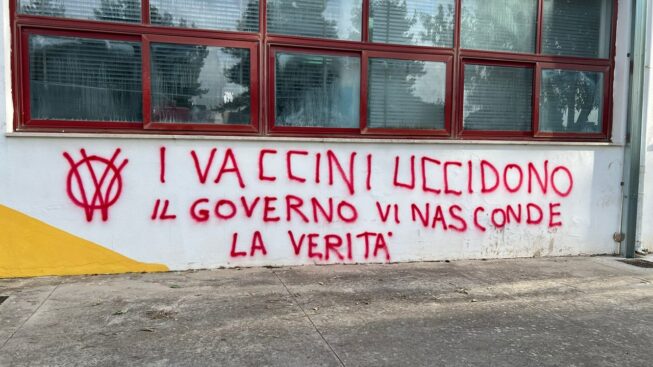 I VACCINI UCCIDONO
IL GOVERNO VI NASCONDE
LA VERITA'